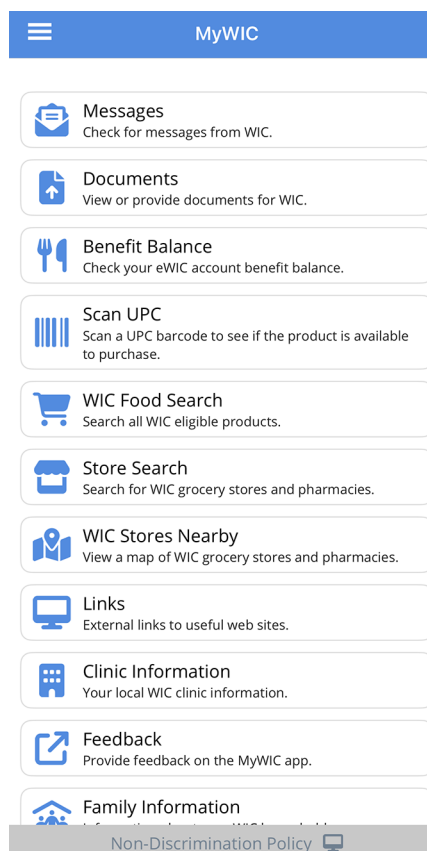 MyWIC
Messages
Check for messages from WIC.
Documents
View or provide documents for WIC.
Benefit Balance
Check your eWIC account benefit balance.
Scan UPC
Scan a UPC barcode to see if the product is available
to purchase.
WIC Food Search
Search all WIC eligible products.
Store Search
Search for WIC grocery stores and pharmacies.
WIC Stores Nearby
View a map of WIC grocery stores and pharmacies.
Links
External links to useful web sites.
Clinic Information
Your local WIC clinic information.
Feedback
Provide feedback on the MyWIC app.
Family Information
Non-Discrimination Policy